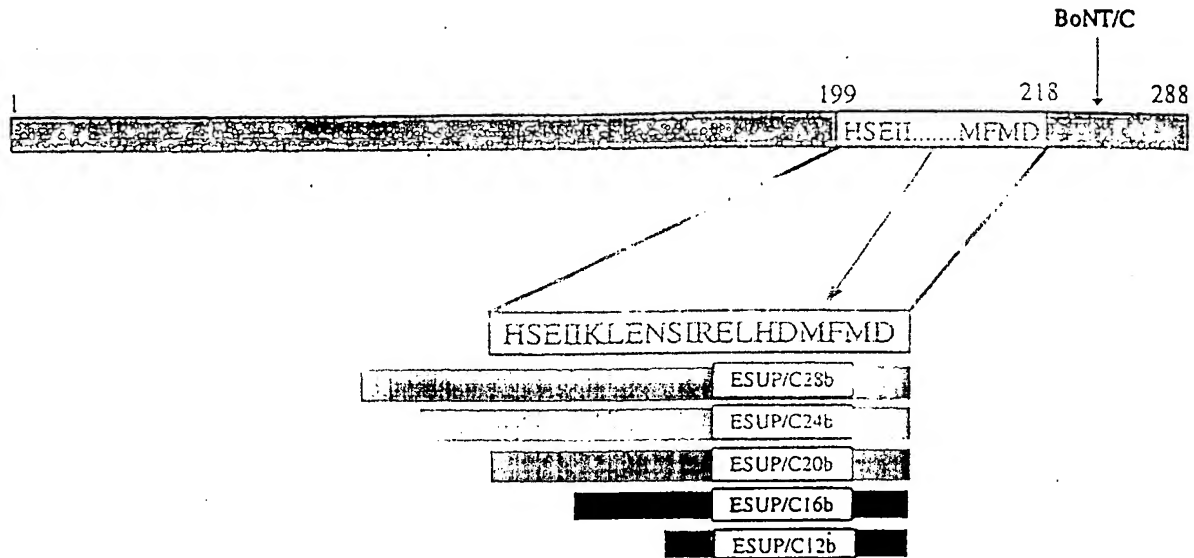 BoNT/C
1 199 218 288
HSEII........MFMD
HSEIIKLENSIRELHDMFMD
ESUP/C28b
ESUP/C24b
ESUP/C20b
ESUP/C16b
ESUP/C12b